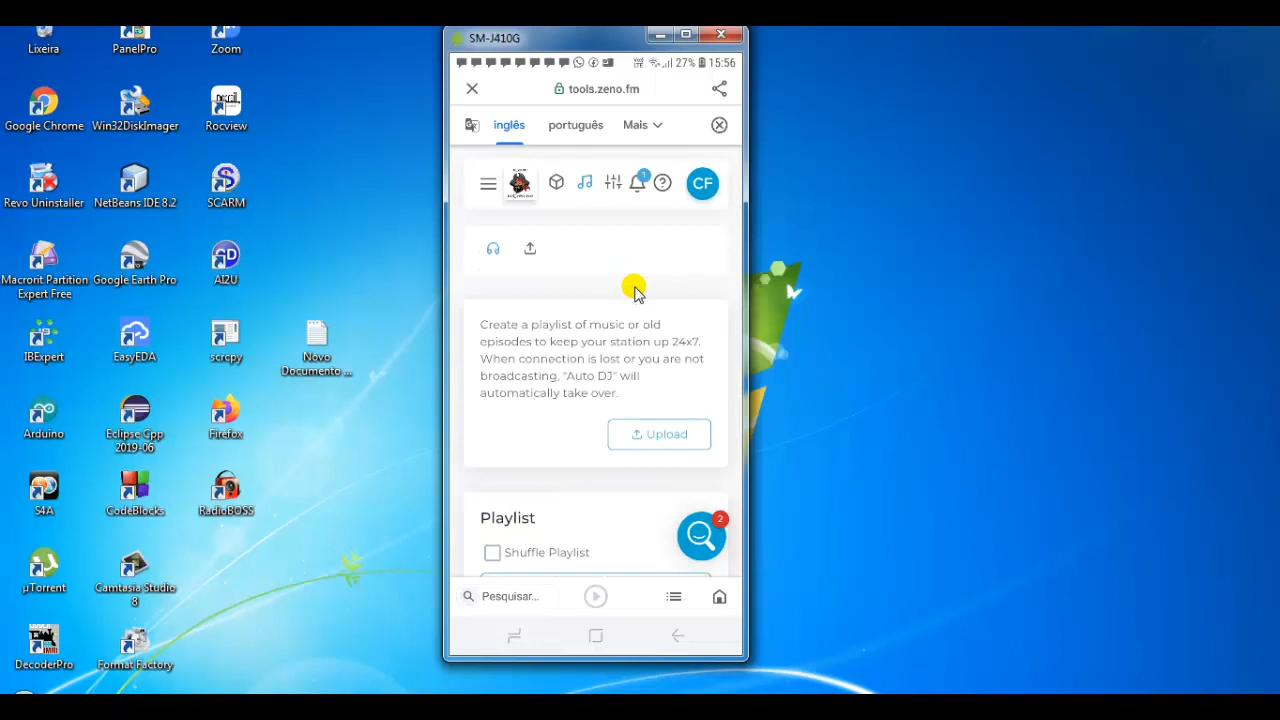 Lixeira
PanelPro
Zoom
Google Chrome
Win32DiskImager
Rocview
Revo Uninstaller
NetBeans IDE 8.2
SCARM
Macrorit Partition
Expert Free
Google Earth Pro
AI2U
IBExpert
EasyEDA
scrcpy
Novo
Documento ...
Arduino
Eclipse Cpp
2019-06
Firefox
S4A
CodeBlocks
RadioBOSS
µTorrent
Camtasia Studio
8
DecoderPro
Format Factory
SM-J410G
27% 15:56
tools.zeno.fm
inglês português Mais
1
CF
Create a playlist of music or old
episodes to keep your station up 24x7.
When connection is lost or you are not
broadcasting, "Auto DJ" will
automatically take over.
Upload
Playlist
2
Shuffle Playlist
Pesquisar...